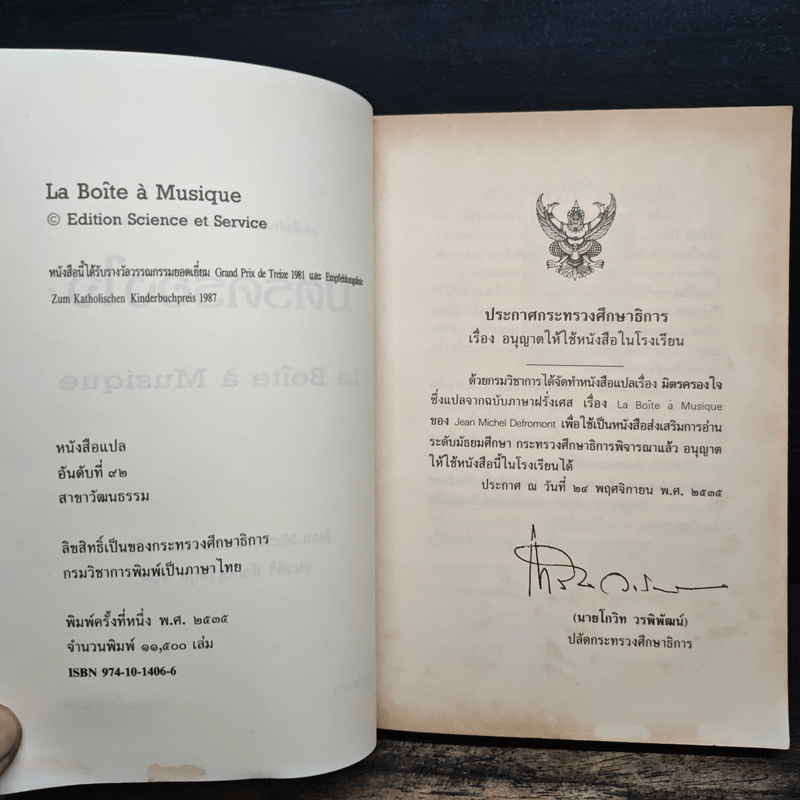 La Boîte à Musique
© Edition Science et Service
หนังสือนี้ได้รับรางวัลวรรณกรรมยอดเยี่ยม Grand Prix de Treize 1981 และ Empfehlungsliste
Zum Katholischen Kinderbuchpreis 1987
หนังสือแปล
อันดับที่ ๙๒
สาขาวัฒนธรรม
ลิขสิทธิ์เป็นของกระทรวงศึกษาธิการ
กรมวิชาการพิมพ์เป็นภาษาไทย
พิมพ์ครั้งที่หนึ่ง พ.ศ. ๒๕๓๕
จำนวนพิมพ์ ๑๑,๕๐๐ เล่ม
ISBN 974-10-1406-6
ประกาศกระทรวงศึกษาธิการ
เรื่อง อนุญาตให้ใช้หนังสือในโรงเรียน
ด้วยกรมวิชาการได้จัดทำหนังสือแปลเรื่อง มิตรครองใจ
ซึ่งแปลจากฉบับภาษาฝรั่งเศส เรื่อง La Boîte à Musique
ของ Jean Michel Defromont เพื่อใช้เป็นหนังสือส่งเสริมการอ่าน
ระดับมัธยมศึกษา กระทรวงศึกษาธิการพิจารณาแล้ว อนุญาต
ให้ใช้หนังสือนี้ในโรงเรียนได้
ประกาศ ณ วันที่ ๒๔ พฤศจิกายน พ.ศ. ๒๕๓๕
(นายโกวิท วรพิพัฒน์)
ปลัดกระทรวงศึกษาธิการ